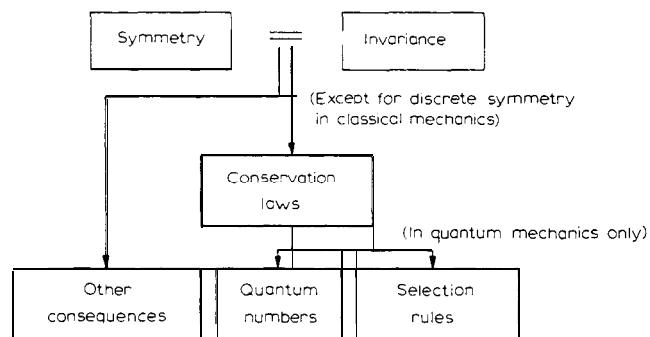 Symmetry
Invariance
(Except for discrete symmetry
in classical mechanics)
Conservation
laws
(In quantum mechanics only)
Other
consequences
Quantum
numbers
Selection
rules